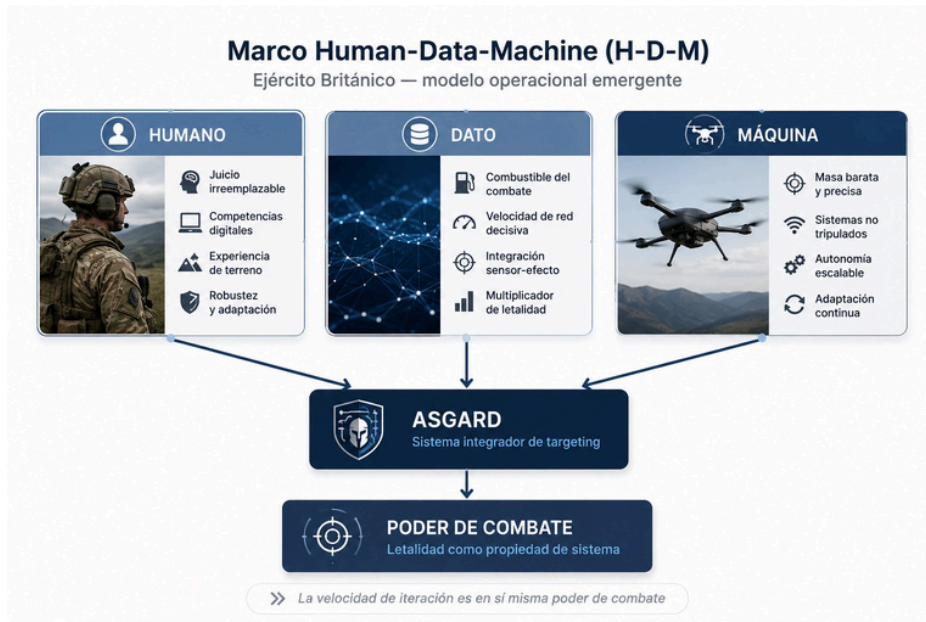 Marco Human-Data-Machine (H-D-M)
Ejército Británico — modelo operacional emergente
HUMANO
Juicio
irreemplazable
Competencias
digitales
Experiencia
de terreno
Robustez
y adaptación
DATO
Combustible del
combate
Velocidad de red
decisiva
Integración
sensor-efecto
Multiplicador
de letalidad
MÁQUINA
Masa barata
y precisa
Sistemas no
tripulados
Autonomía
escalable
Adaptación
continua
ASGARD
Sistema integrador de targeting
PODER DE COMBATE
Letalidad como propiedad de sistema
La velocidad de iteración es en sí misma poder de combate